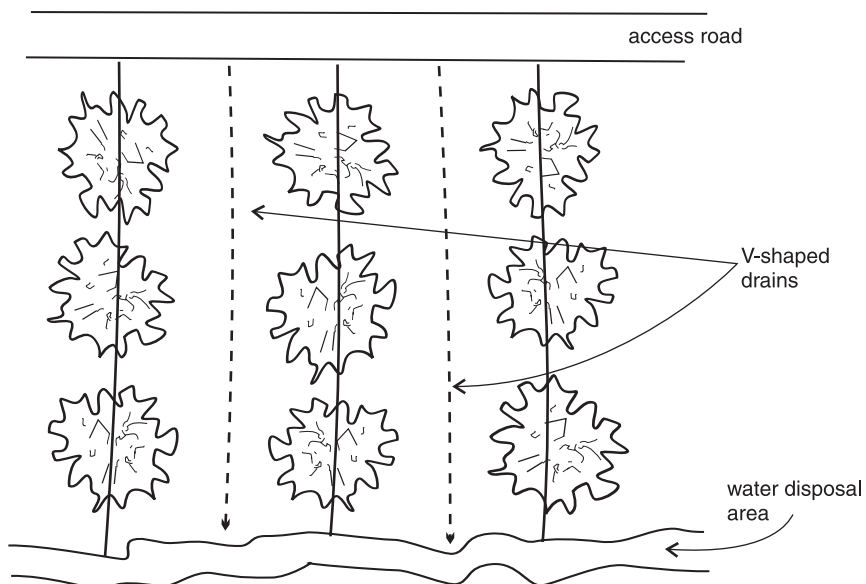 access road
V-shaped
drains
water disposal
area